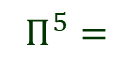 Π⁵ =